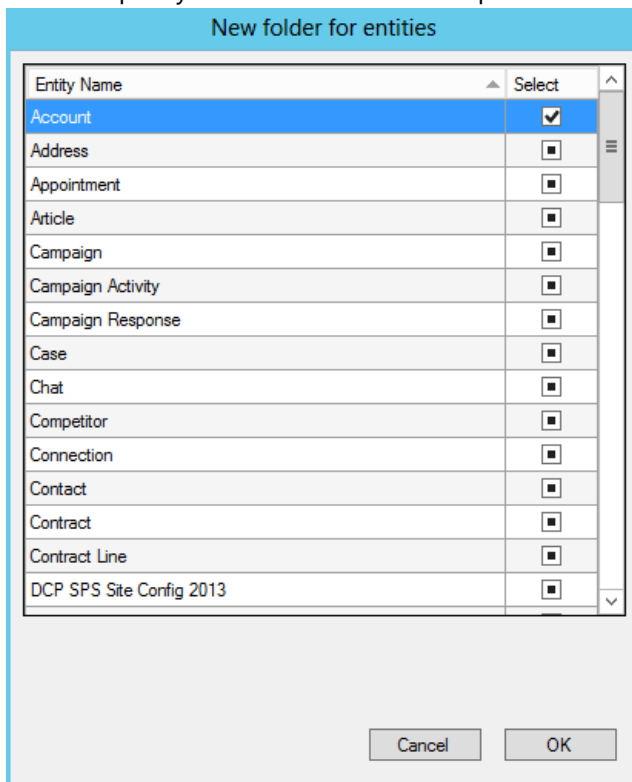 New folder for entities
Entity Name Select
Account
Address
Appointment
Article
Campaign
Campaign Activity
Campaign Response
Case
Chat
Competitor
Connection
Contact
Contract
Contract Line
DCP SPS Site Config 2013
Cancel OK